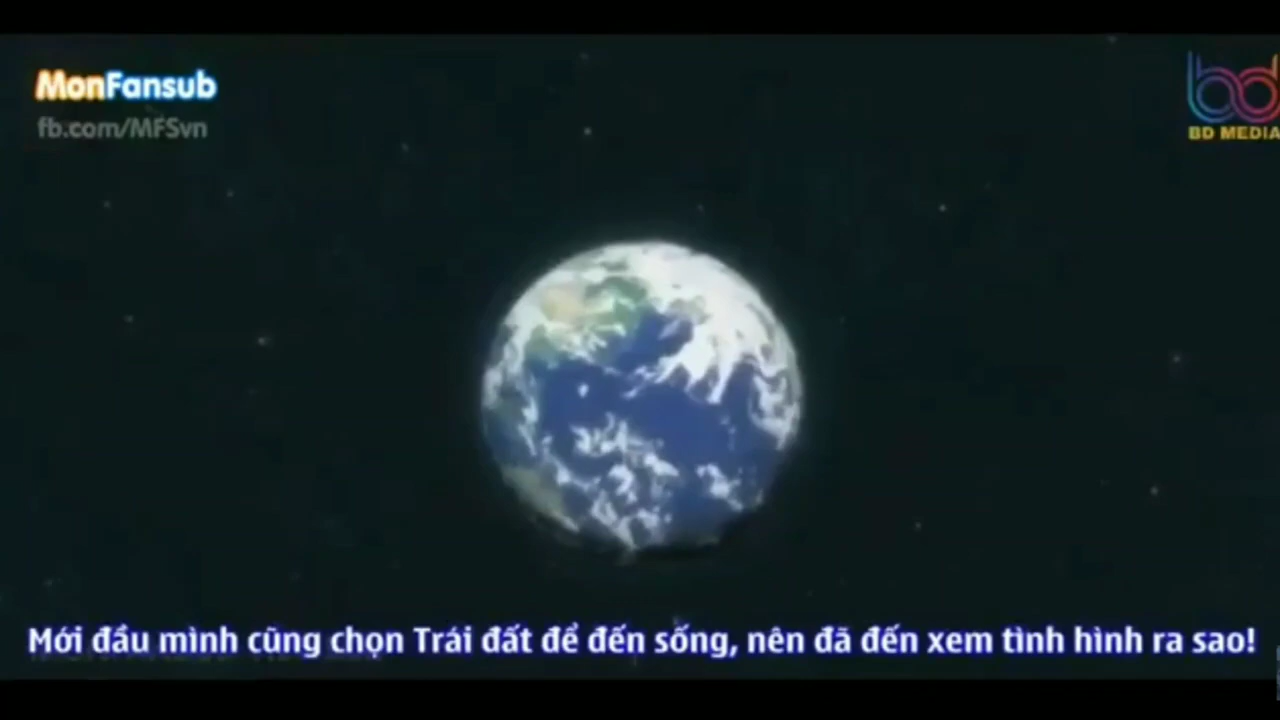 MonFansub
fb.com/MFSvn
bd
BD MEDIA
Mới đầu mình cũng chọn Trái đất để đến sống, nên đã đến xem tình hình ra sao!